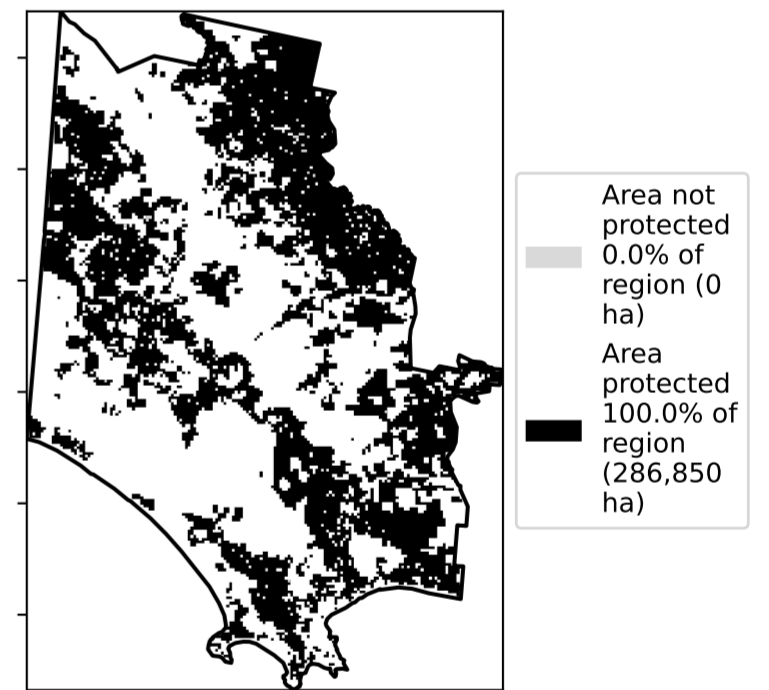 Area not
protected
0.0% of
region (0
ha)
Area
protected
100.0% of
region
(286,850
ha)